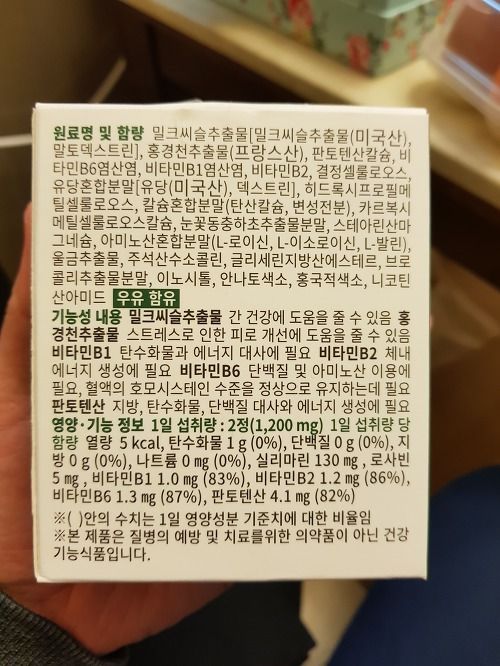 원료명 및 함량 밀크씨슬추출물[밀크씨슬추출물(미국산),
말토덱스트린], 홍경천추출물(프랑스산), 판토텐산칼슘, 비
타민B6염산염, 비타민B1염산염, 비타민B2, 결정셀룰로오스,
유당혼합분말[유당(미국산), 덱스트린], 히드록시프로필메
틸셀룰로오스, 칼슘혼합분말(탄산칼슘, 변성전분), 카르복시
메틸셀룰로오스칼슘, 눈꽃동충하초추출물분말, 스테아린산마
그네슘, 아미노산혼합분말(L-로이신, L-이소로이신, L-발린),
울금추출물, 주석산수소콜린, 글리세린지방산에스테르, 브로
콜리추출물분말, 이노시톨, 안나토색소, 홍국적색소, 니코틴
산아미드 우유 함유
기능성 내용 밀크씨슬추출물 간 건강에 도움을 줄 수 있음 홍
경천추출물 스트레스로 인한 피로 개선에 도움을 줄 수 있음
비타민B1 탄수화물과 에너지 대사에 필요 비타민B2 체내
에너지 생성에 필요 비타민B6 단백질 및 아미노산 이용에
필요, 혈액의 호모시스테인 수준을 정상으로 유지하는데 필요
판토텐산 지방, 탄수화물, 단백질 대사와 에너지 생성에 필요
영양·기능 정보 1일 섭취량 : 2정(1,200 mg) 1일 섭취량 당
함량 열량 5 kcal, 탄수화물 1 g (0%), 단백질 0 g (0%), 지
방 0 g (0%), 나트륨 0 mg (0%), 실리마린 130 mg , 로사빈
5 mg , 비타민B1 1.0 mg (83%), 비타민B2 1.2 mg (86%),
비타민B6 1.3 mg (87%), 판토텐산 4.1 mg (82%)
※( )안의 수치는 1일 영양성분 기준치에 대한 비율임
※본 제품은 질병의 예방 및 치료를위한 의약품이 아닌 건강
기능식품입니다.